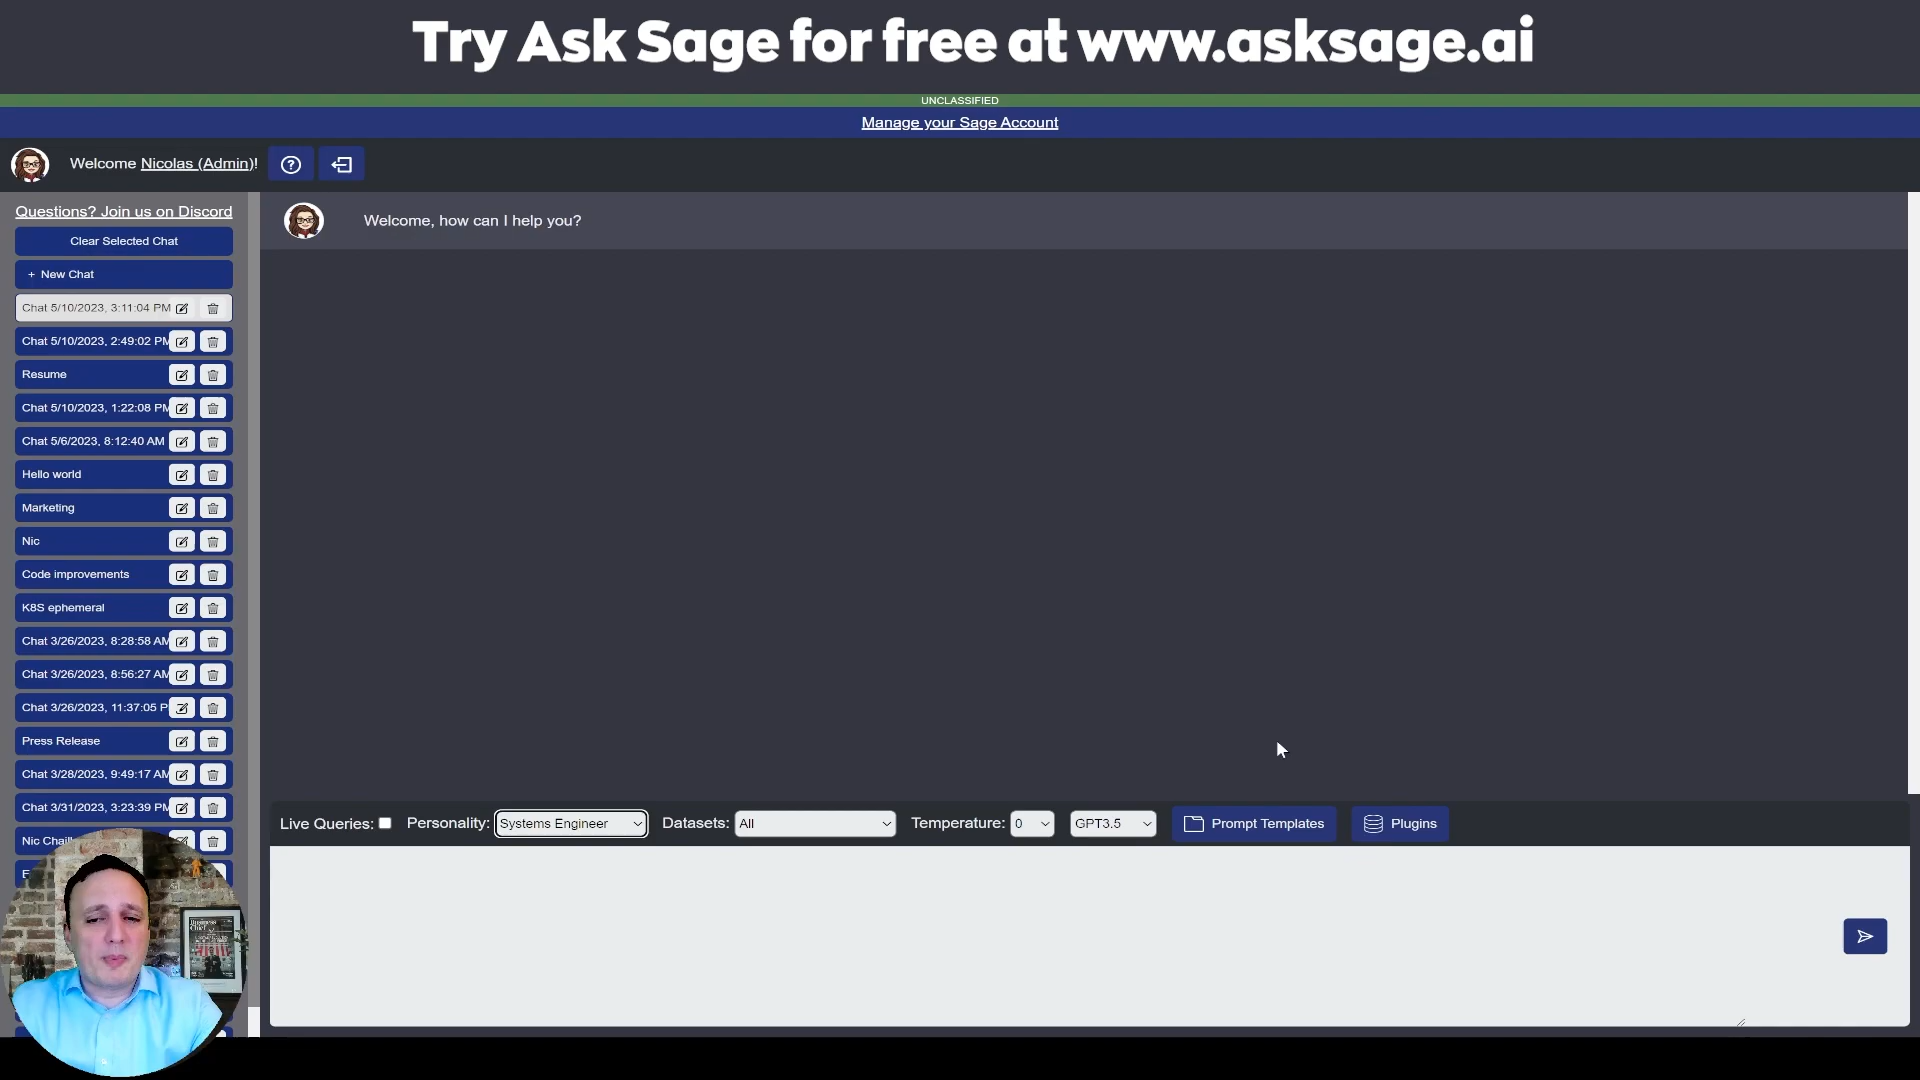 Try Ask Sage for free at www.asksage.ai
UNCLASSIFIED
Manage your Sage Account
Welcome Nicolas (Admin)!
Questions? Join us on Discord
Clear Selected Chat
+ New Chat
Chat 5/10/2023, 3:11:04 PM
Chat 5/10/2023, 2:49:02 PM
Resume
Chat 5/10/2023, 1:22:08 PM
Chat 5/6/2023, 8:12:40 AM
Hello world
Marketing
Nic
Code improvements
K8S ephemeral
Chat 3/26/2023, 8:28:58 AM
Chat 3/26/2023, 8:56:27 AM
Chat 3/26/2023, 11:37:05 P
Press Release
Chat 3/28/2023, 9:49:17 AM
Chat 3/31/2023, 3:23:39 PM
Nic Chaill
Welcome, how can I help you?
Live Queries: Personality: Systems Engineer Datasets: All Temperature: 0 GPT3.5 Prompt Templates Plugins